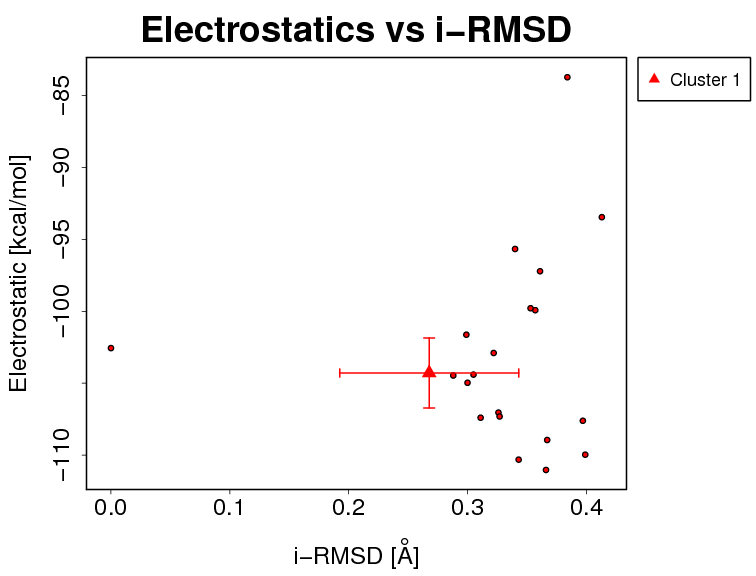 Electrostatics vs i−RMSD
Cluster 1
Electrostatic [kcal/mol]
−85
−90
−95
−100
−110
0.0 0.1 0.2 0.3 0.4
i−RMSD [Å]